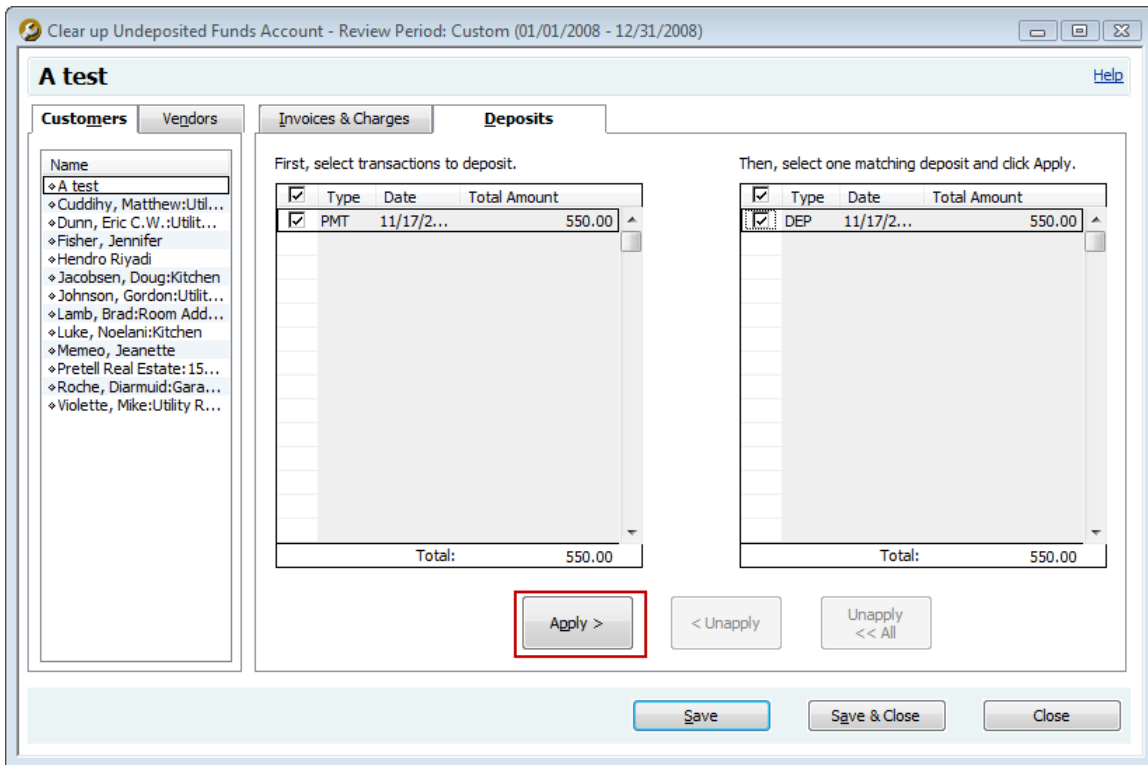 Clear up Undeposited Funds Account - Review Period: Custom (01/01/2008 - 12/31/2008)
A test
Help
Customers
Vendors
Invoices & Charges
Deposits
Name
A test
Cuddihy, Matthew:Util...
Dunn, Eric C.W.:Utilit...
Fisher, Jennifer
Hendro Riyadi
Jacobsen, Doug:Kitchen
Johnson, Gordon:Utilit...
Lamb, Brad:Room Add...
Luke, Noelani:Kitchen
Memeo, Jeanette
Pretell Real Estate:15...
Roche, Diarmuid:Gara...
Violette, Mike:Utility R...
First, select transactions to deposit.
Type Date Total Amount
PMT 11/17/2... 550.00
Total: 550.00
Then, select one matching deposit and click Apply.
Type Date Total Amount
DEP 11/17/2... 550.00
Total: 550.00
Apply >
< Unapply
Unapply
<< All
Save
Save & Close
Close